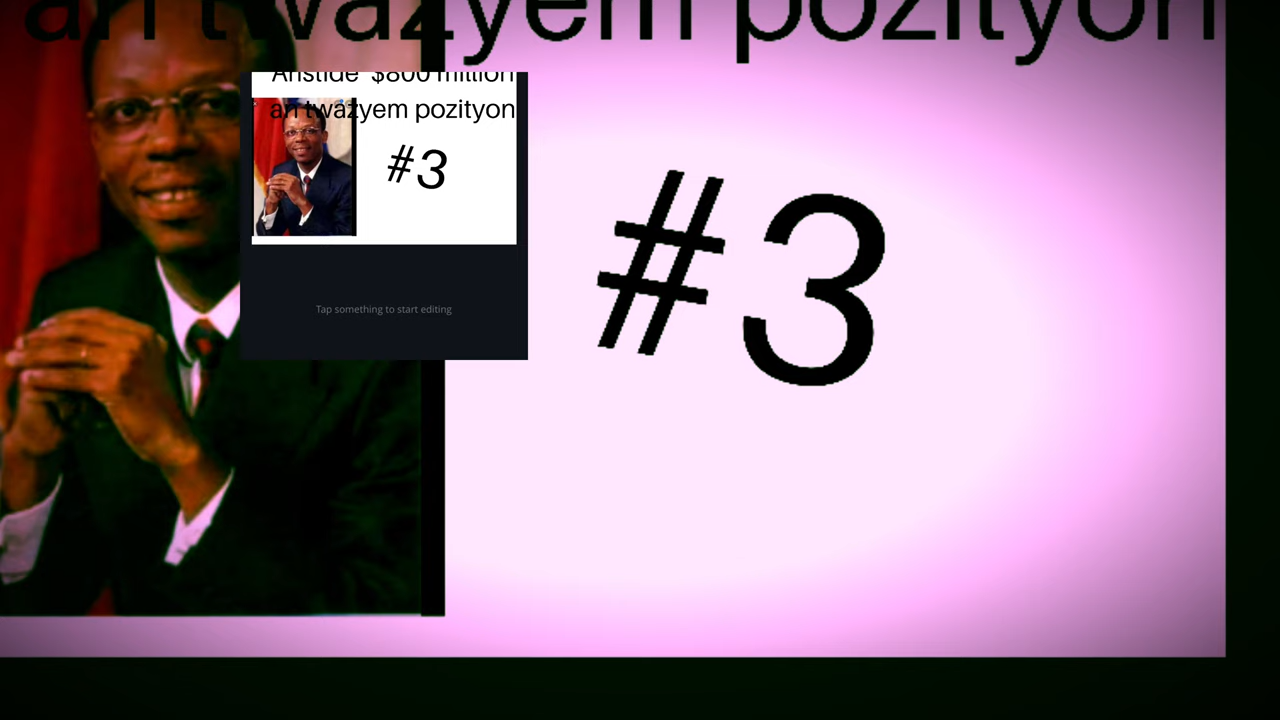 an twazyem pozityon
Aristide $800 million
an twazyem pozityon
#3
#3
Tap something to start editing